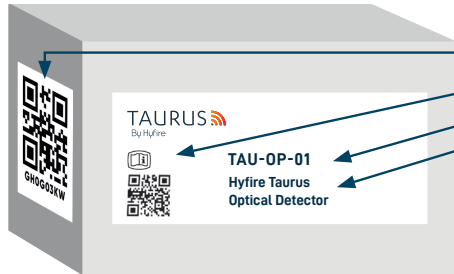 GH0G03KW
TAURUS
By Hyfire
TAU-OP-01
Hyfire Taurus
Optical Detector